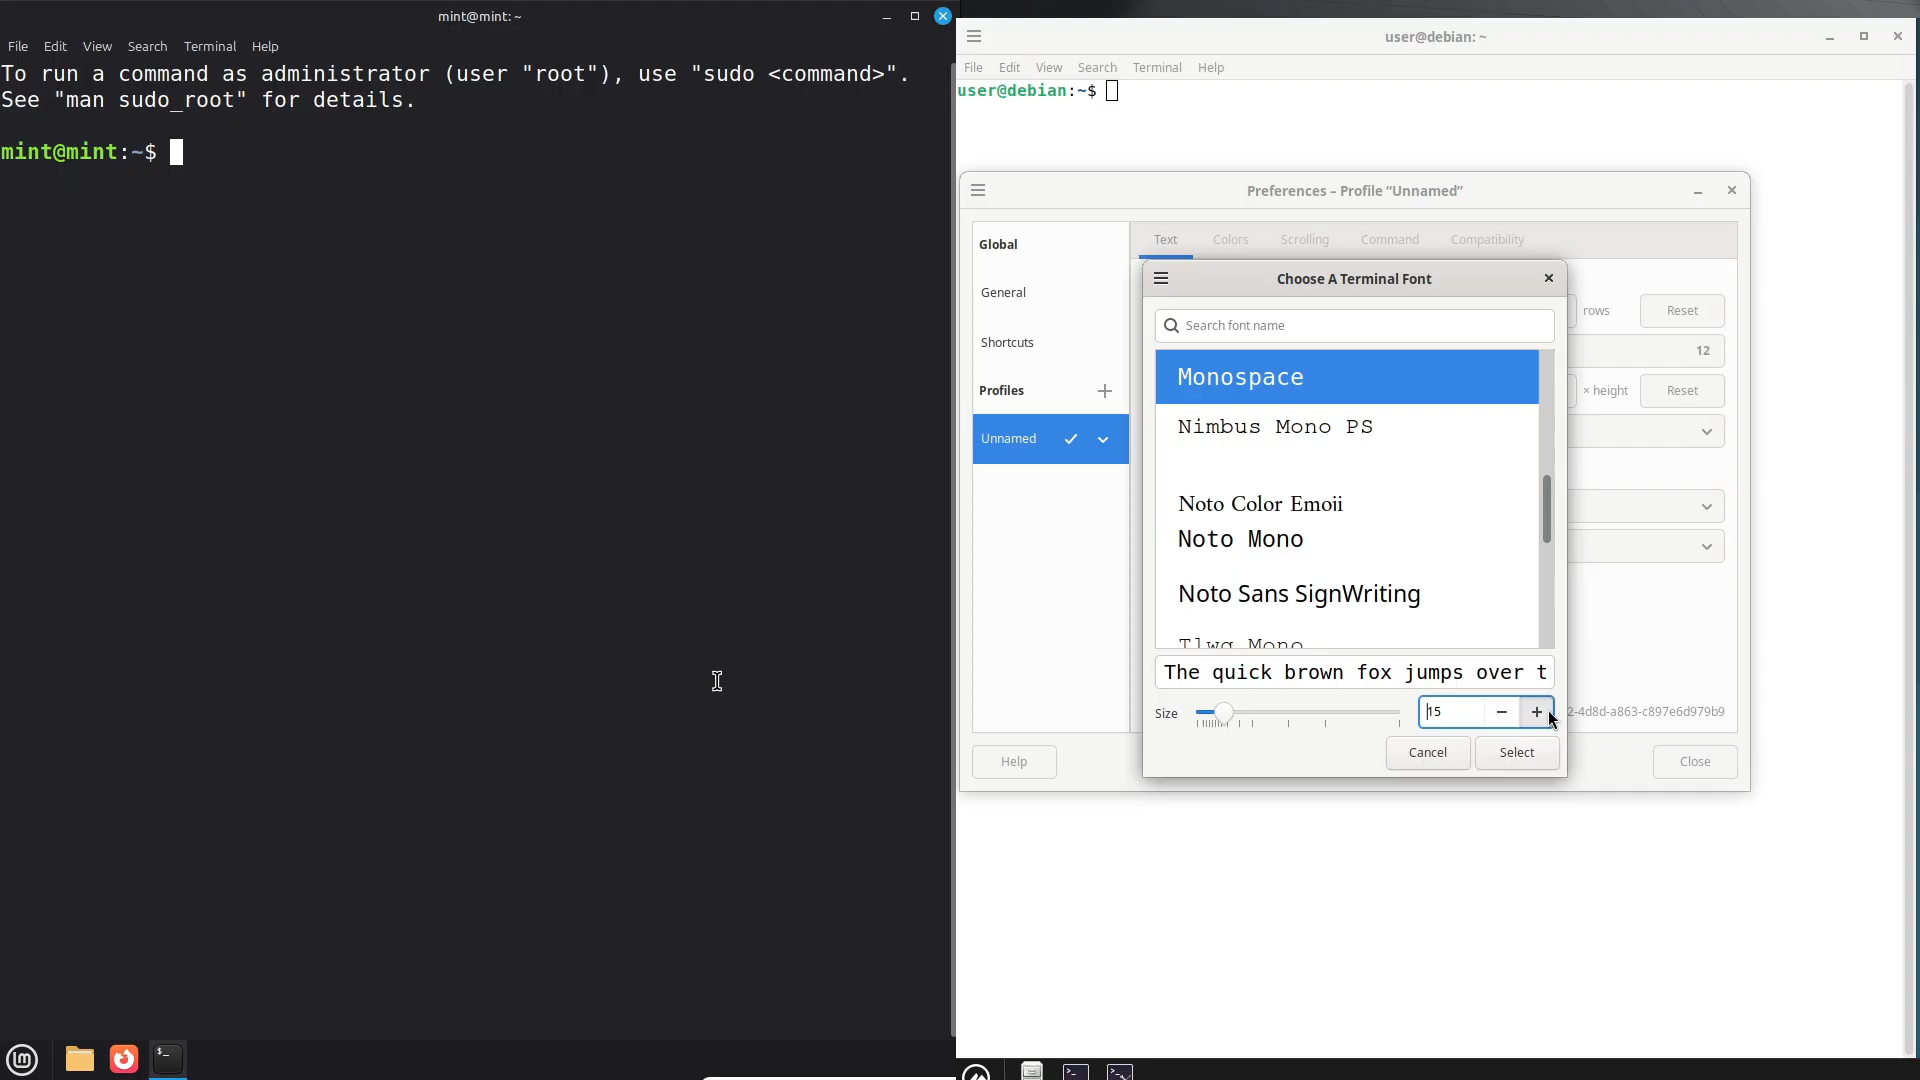 mint@mint: ~
File Edit View Search Terminal Help
To run a command as administrator (user "root"), use "sudo <command>".
See "man sudo_root" for details.
mint@mint:~$
user@debian: ~
File Edit View Search Terminal Help
user@debian:~$
Preferences – Profile “Unnamed”
Global
General
Shortcuts
Profiles
Unnamed
Help
Text Colors Scrolling Command Compatibility
rows Reset
12
× height Reset
2-4d8d-a863-c897e6d979b9
Close
Choose A Terminal Font
Search font name
Monospace
Nimbus Mono PS
Noto Color Emoji
Noto Mono
Noto Sans SignWriting
Tlwg Mono
The quick brown fox jumps over t
Size 15 − +
Cancel Select